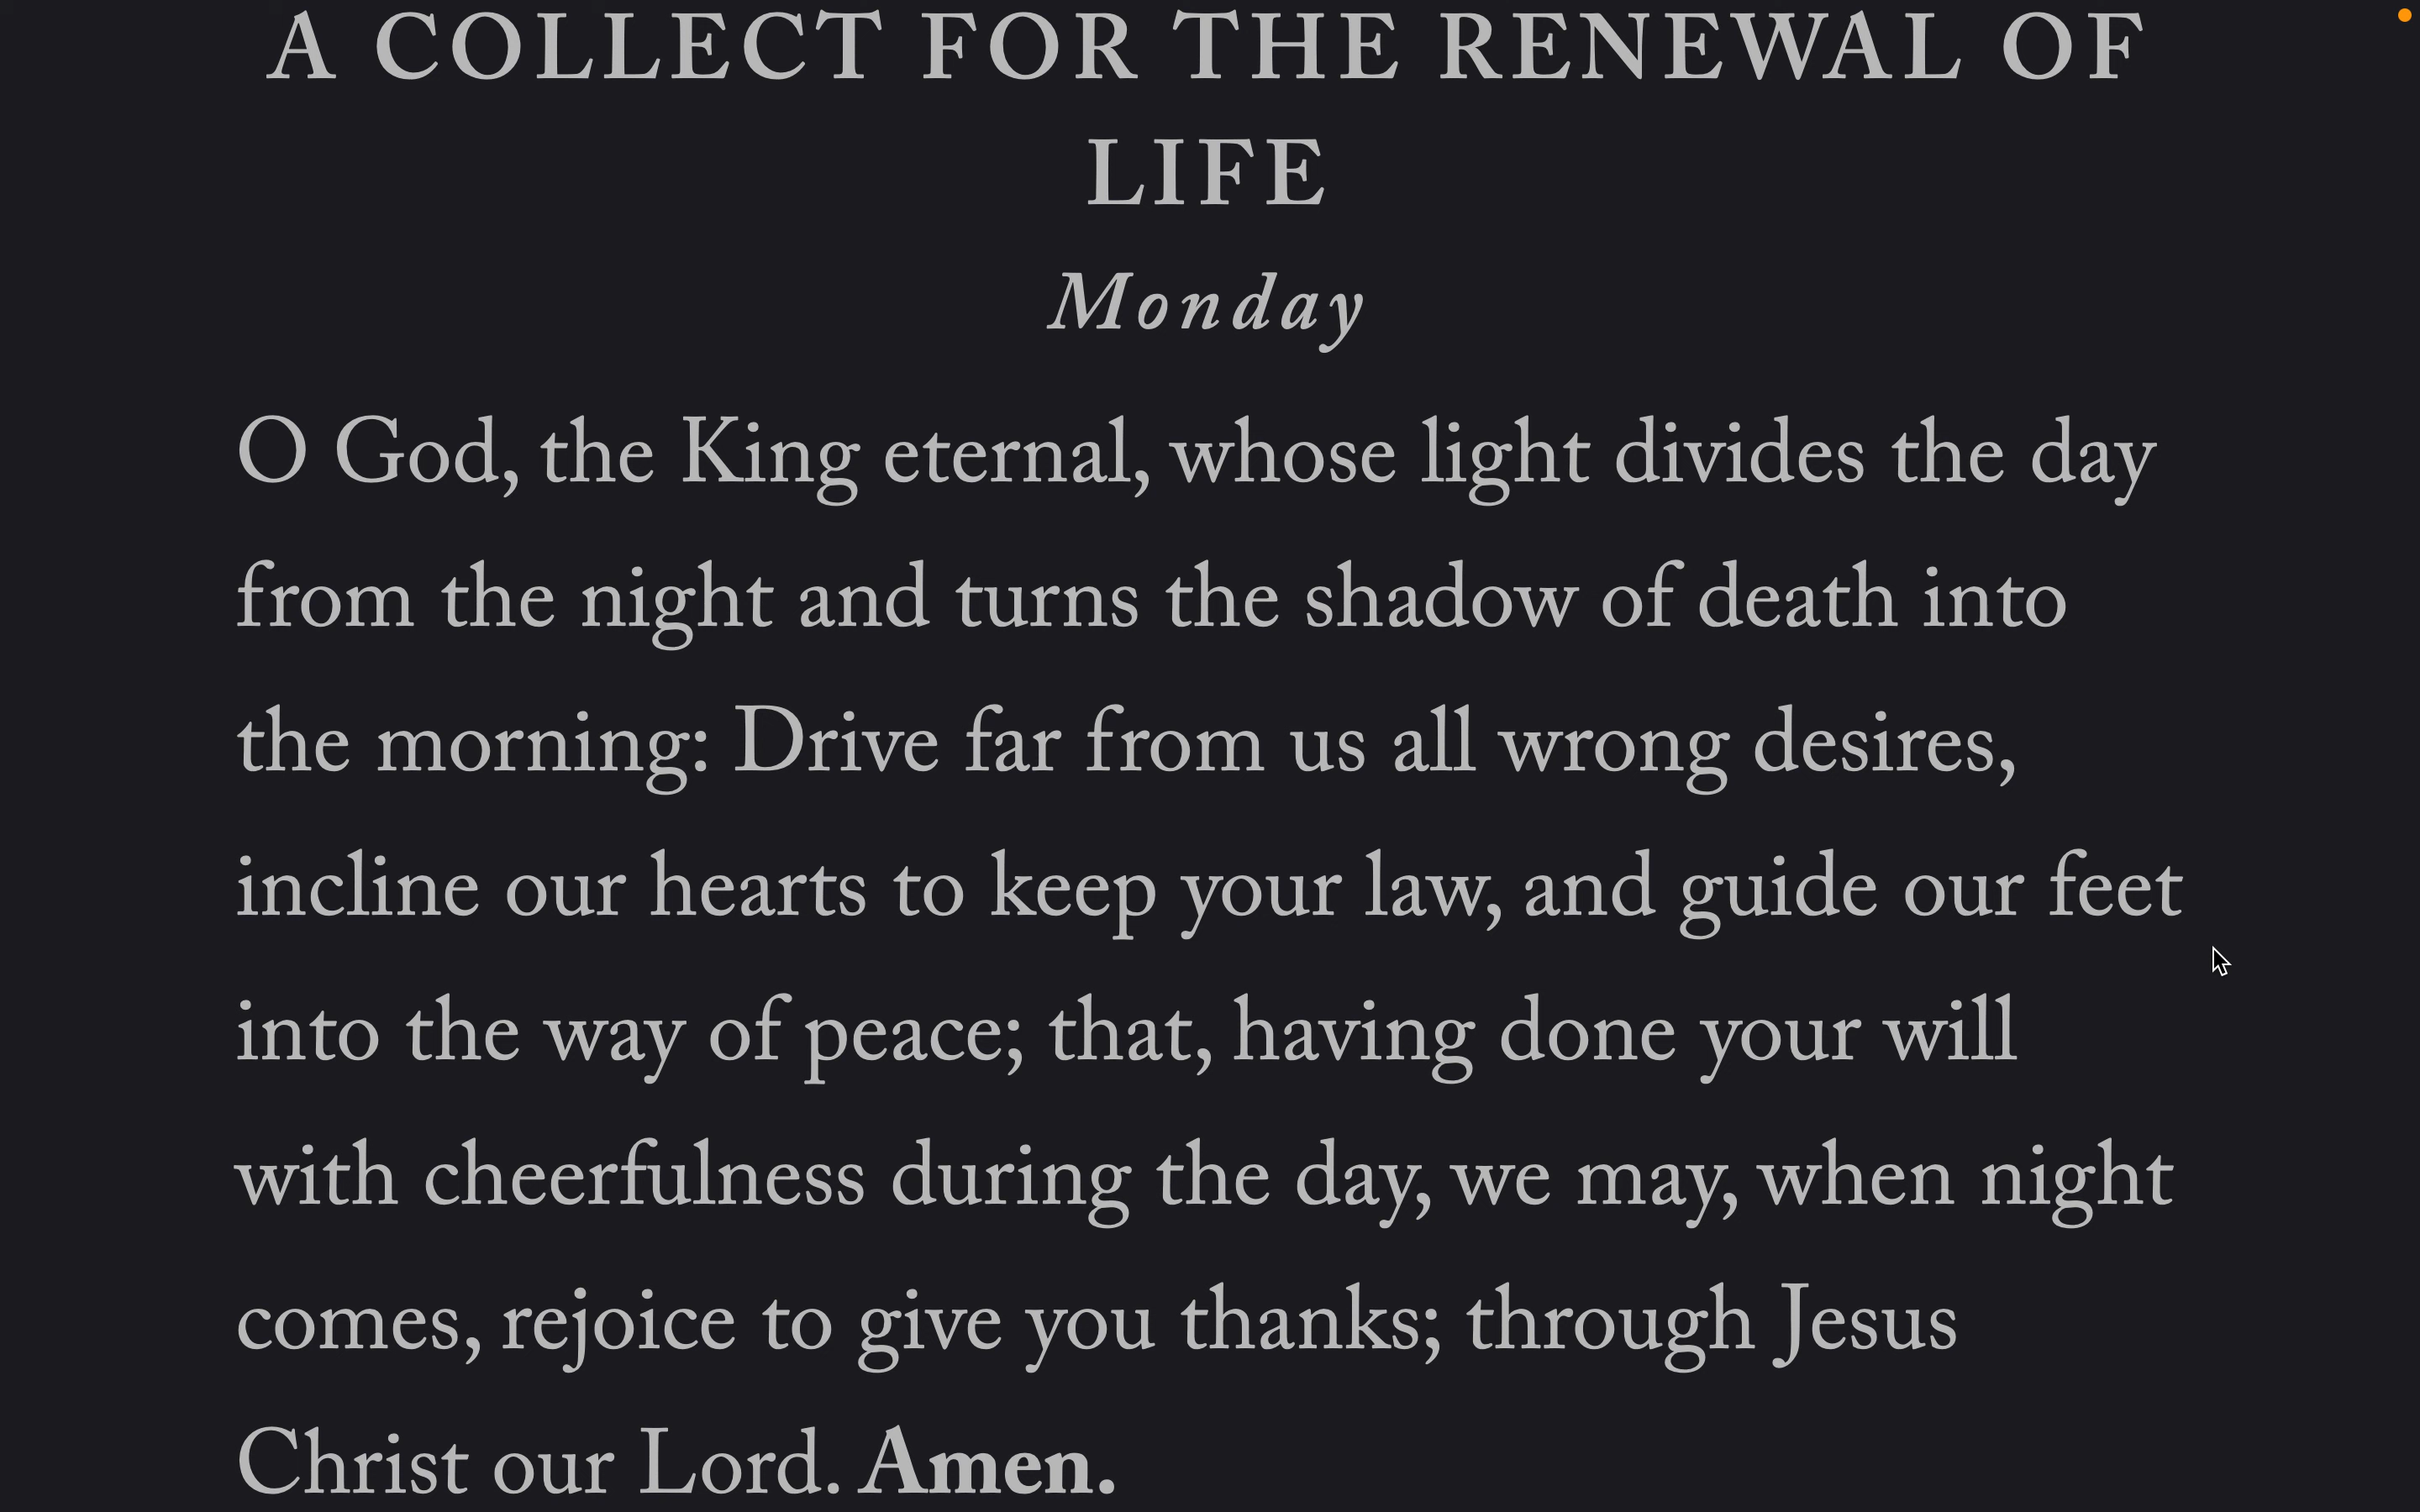 A COLLECT FOR THE RENEWAL OF
LIFE
Monday
O God, the King eternal, whose light divides the day
from the night and turns the shadow of death into
the morning: Drive far from us all wrong desires,
incline our hearts to keep your law, and guide our feet
into the way of peace; that, having done your will
with cheerfulness during the day, we may, when night
comes, rejoice to give you thanks; through Jesus
Christ our Lord. Amen.